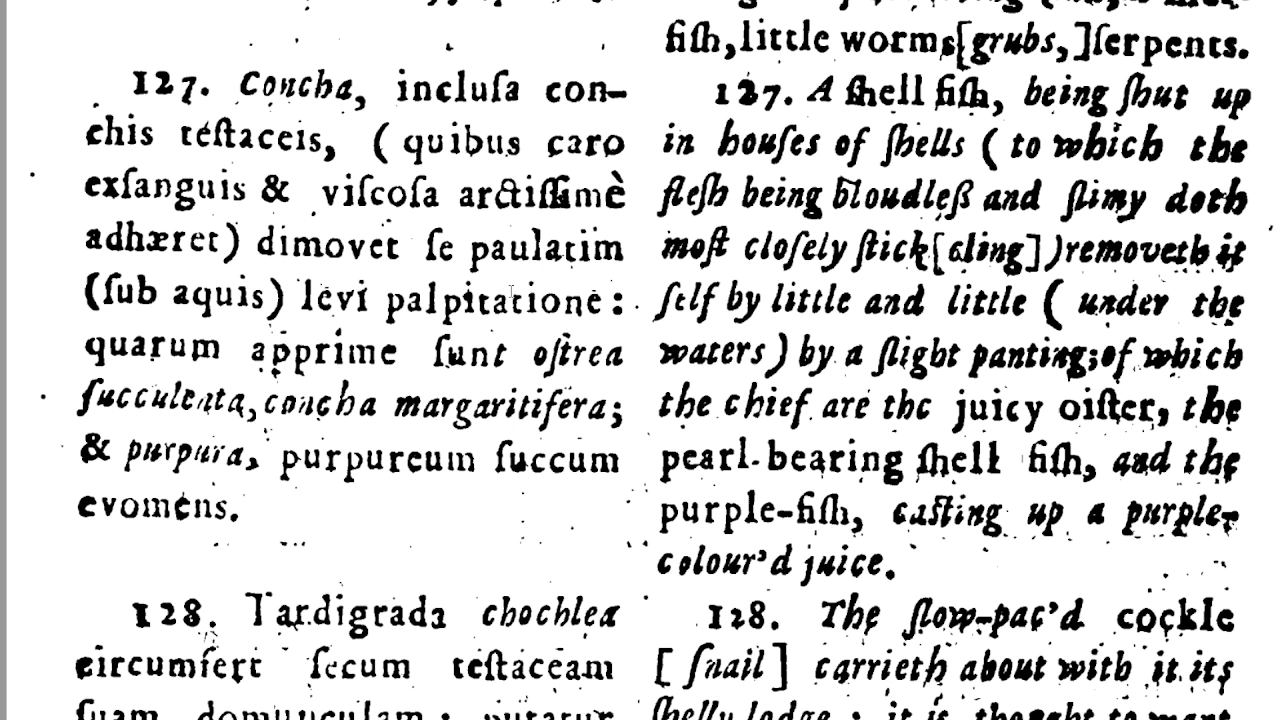 127. Concha, incluſa con-
chis teſtaceis, ( quibus caro
exſanguis & viſcoſa arctiſſimè
adhæret) dimovet ſe paulatim
(ſub aquis) levi palpitatione:
quarum apprime ſunt oſtrea
ſucculenta, concha margaritifera;
& purpura, purpureum ſuccum
evomens.
128. Tardigrada chochlea
circumfert ſecum teſtaceam
ſuam domunculam; putatur
fiſh, little worms[grubs,]ſerpents.
127. A ſhell fiſh, being ſhut up
in houſes of ſhells ( to which the
fleſh being bloudleß and ſlimy doth
moſt cloſely ſtick[cling])removeth it
ſelf by little and little ( under the
waters) by a ſlight panting;of which
the chief are the juicy oiſter, the
pearl-bearing ſhell fiſh, and the
purple-fiſh, caſting up a purple-
colour'd juice.
128. The ſlow-pac'd cockle
[ ſnail ] carrieth about with it its
ſhelly lodge ; it is thought to want